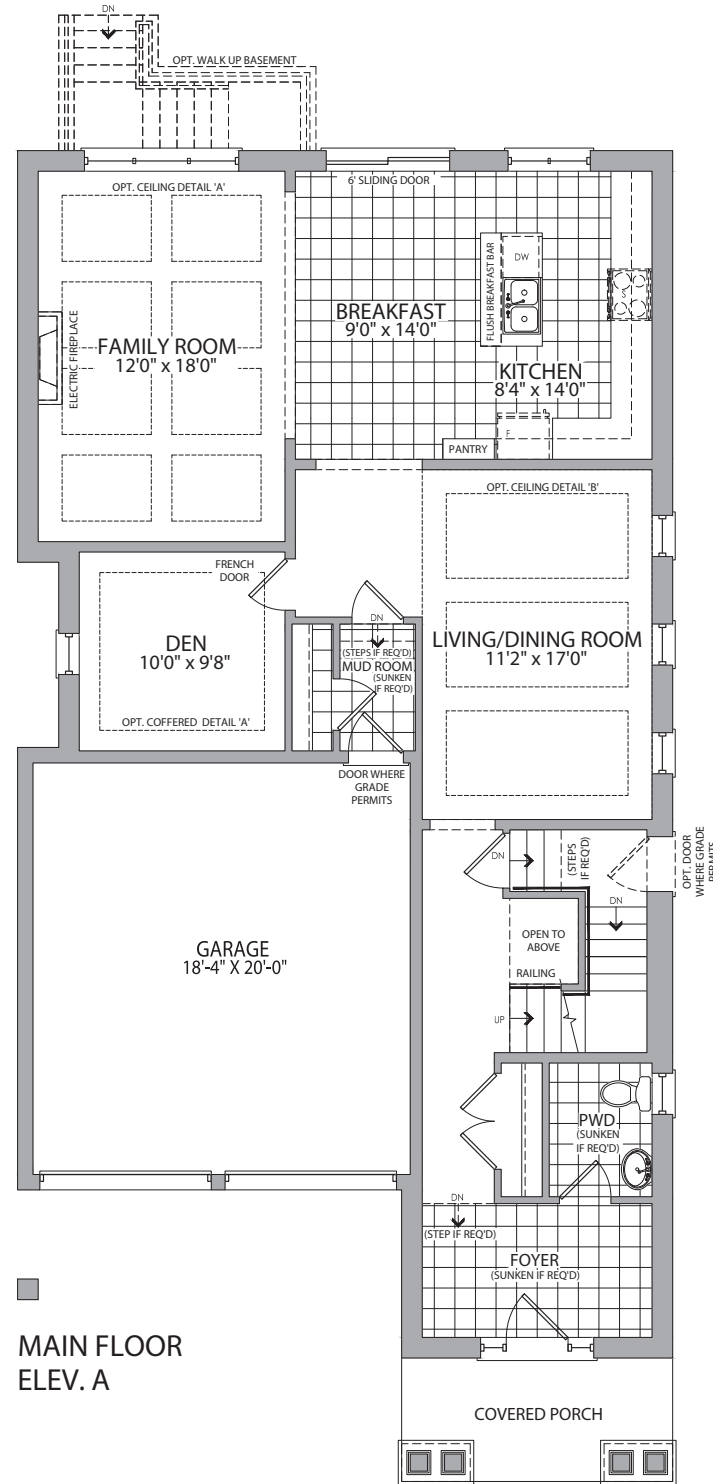 DN
OPT. WALK UP BASEMENT
OPT. CEILING DETAIL 'A'
6' SLIDING DOOR
FLUSH BREAKFAST BAR
DW
S
ELECTRIC FIREPLACE
BREAKFAST
9'0" x 14'0"
FAMILY ROOM
12'0" x 18'0"
KITCHEN
8'4" x 14'0"
F
PANTRY
OPT. CEILING DETAIL 'B'
FRENCH
DOOR
DEN
10'0" x 9'8"
OPT. COFFERED DETAIL 'A'
DN
(STEPS IF REQ'D)
MUD ROOM
(SUNKEN
IF REQ'D)
LIVING/DINING ROOM
11'2" x 17'0"
DOOR WHERE
GRADE
PERMITS
DN
(STEPS
IF REQ'D)
OPT. DOOR
WHERE GRADE
PERMITS
DN
OPEN TO
ABOVE
RAILING
UP
GARAGE
18'-4" X 20'-0"
PWD
(SUNKEN
IF REQ'D)
DN
(STEP IF REQ'D)
FOYER
(SUNKEN IF REQ'D)
MAIN FLOOR
ELEV. A
COVERED PORCH